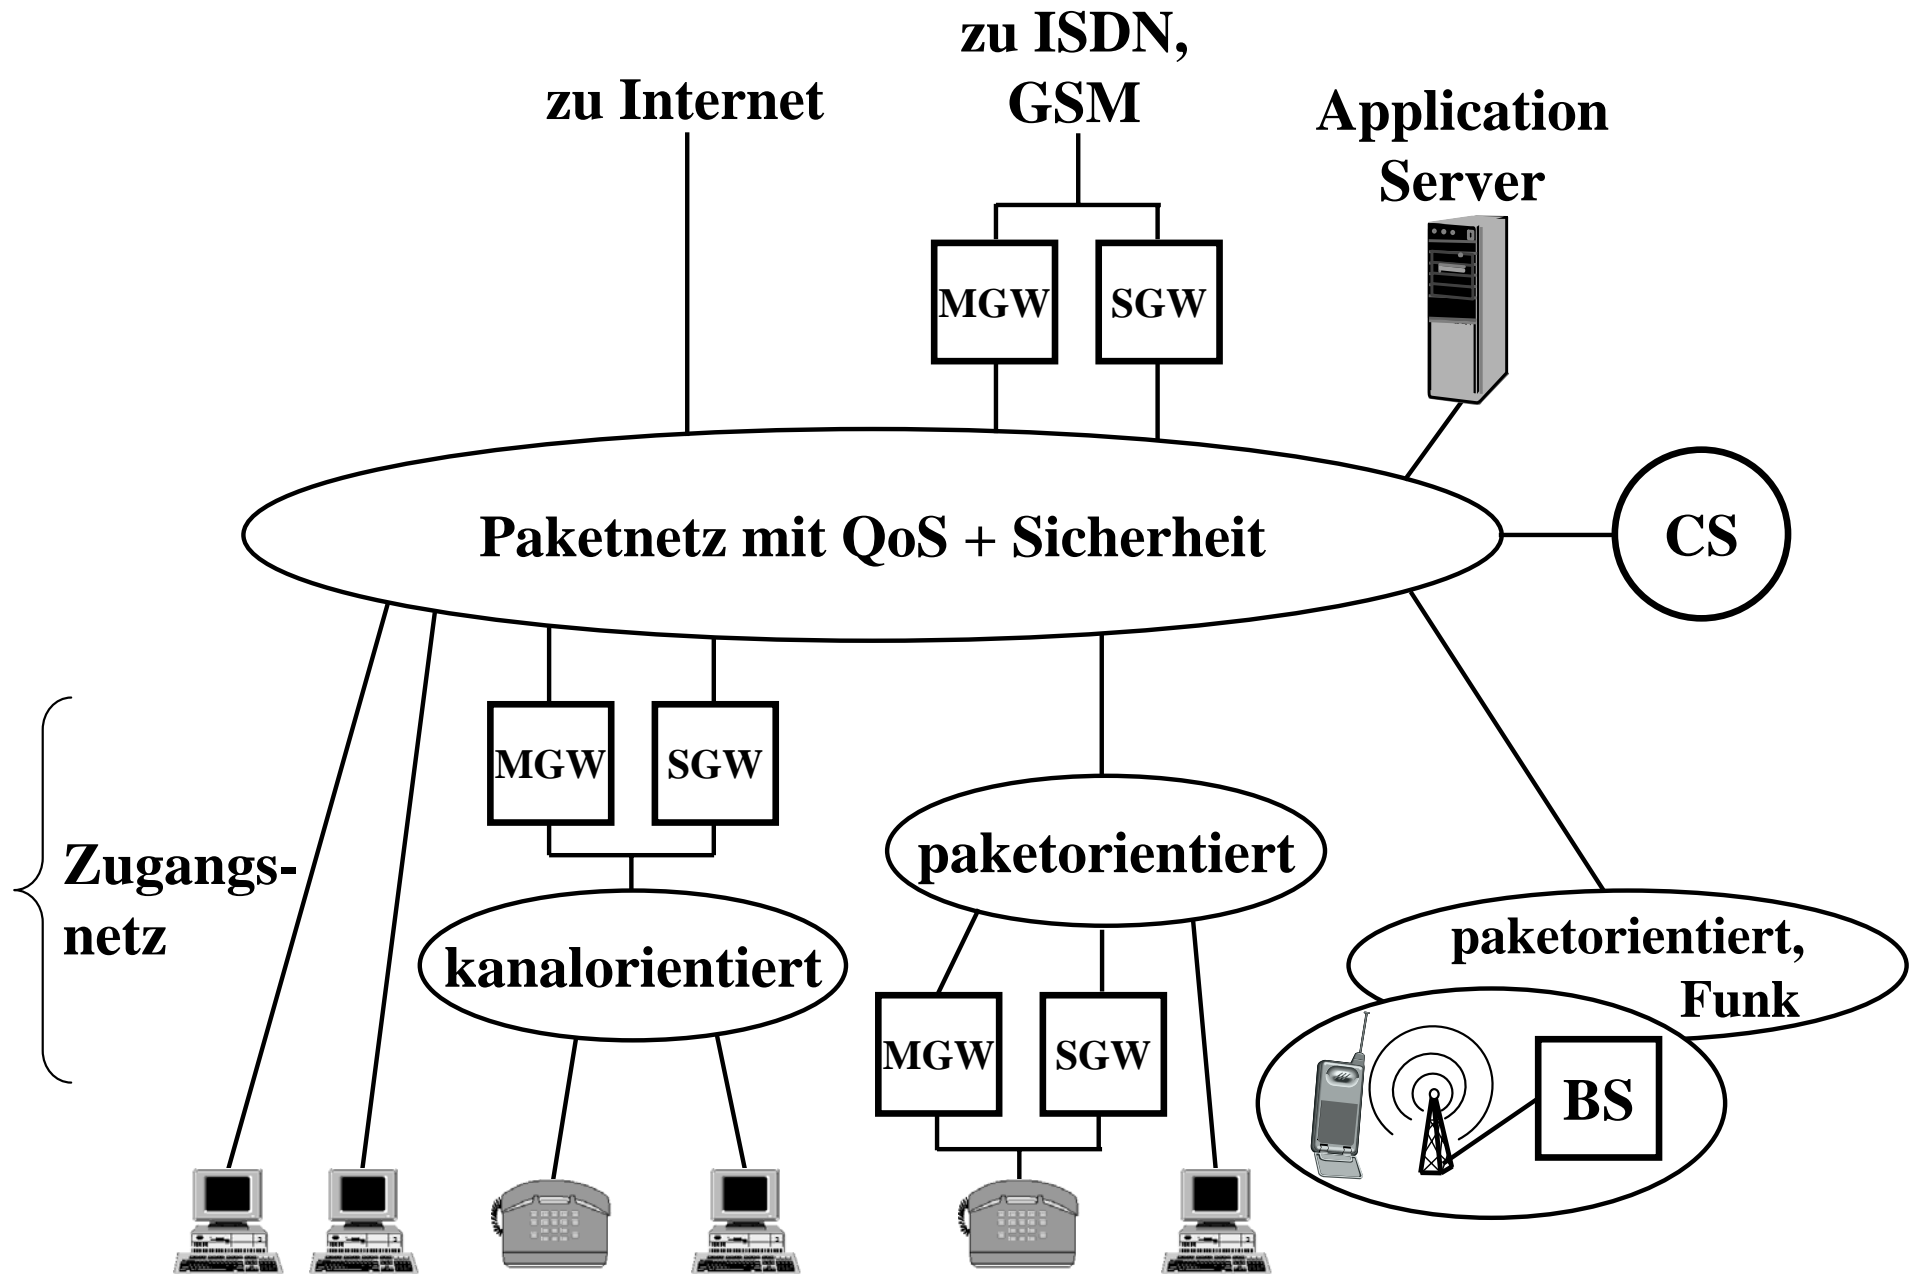 zu Internet
zu ISDN,
GSM
Application
Server
MGW
SGW
Paketnetz mit QoS + Sicherheit
CS
MGW
SGW
Zugangs-
netz
kanalorientiert
paketorientiert
paketorientiert,
Funk
MGW
SGW
BS